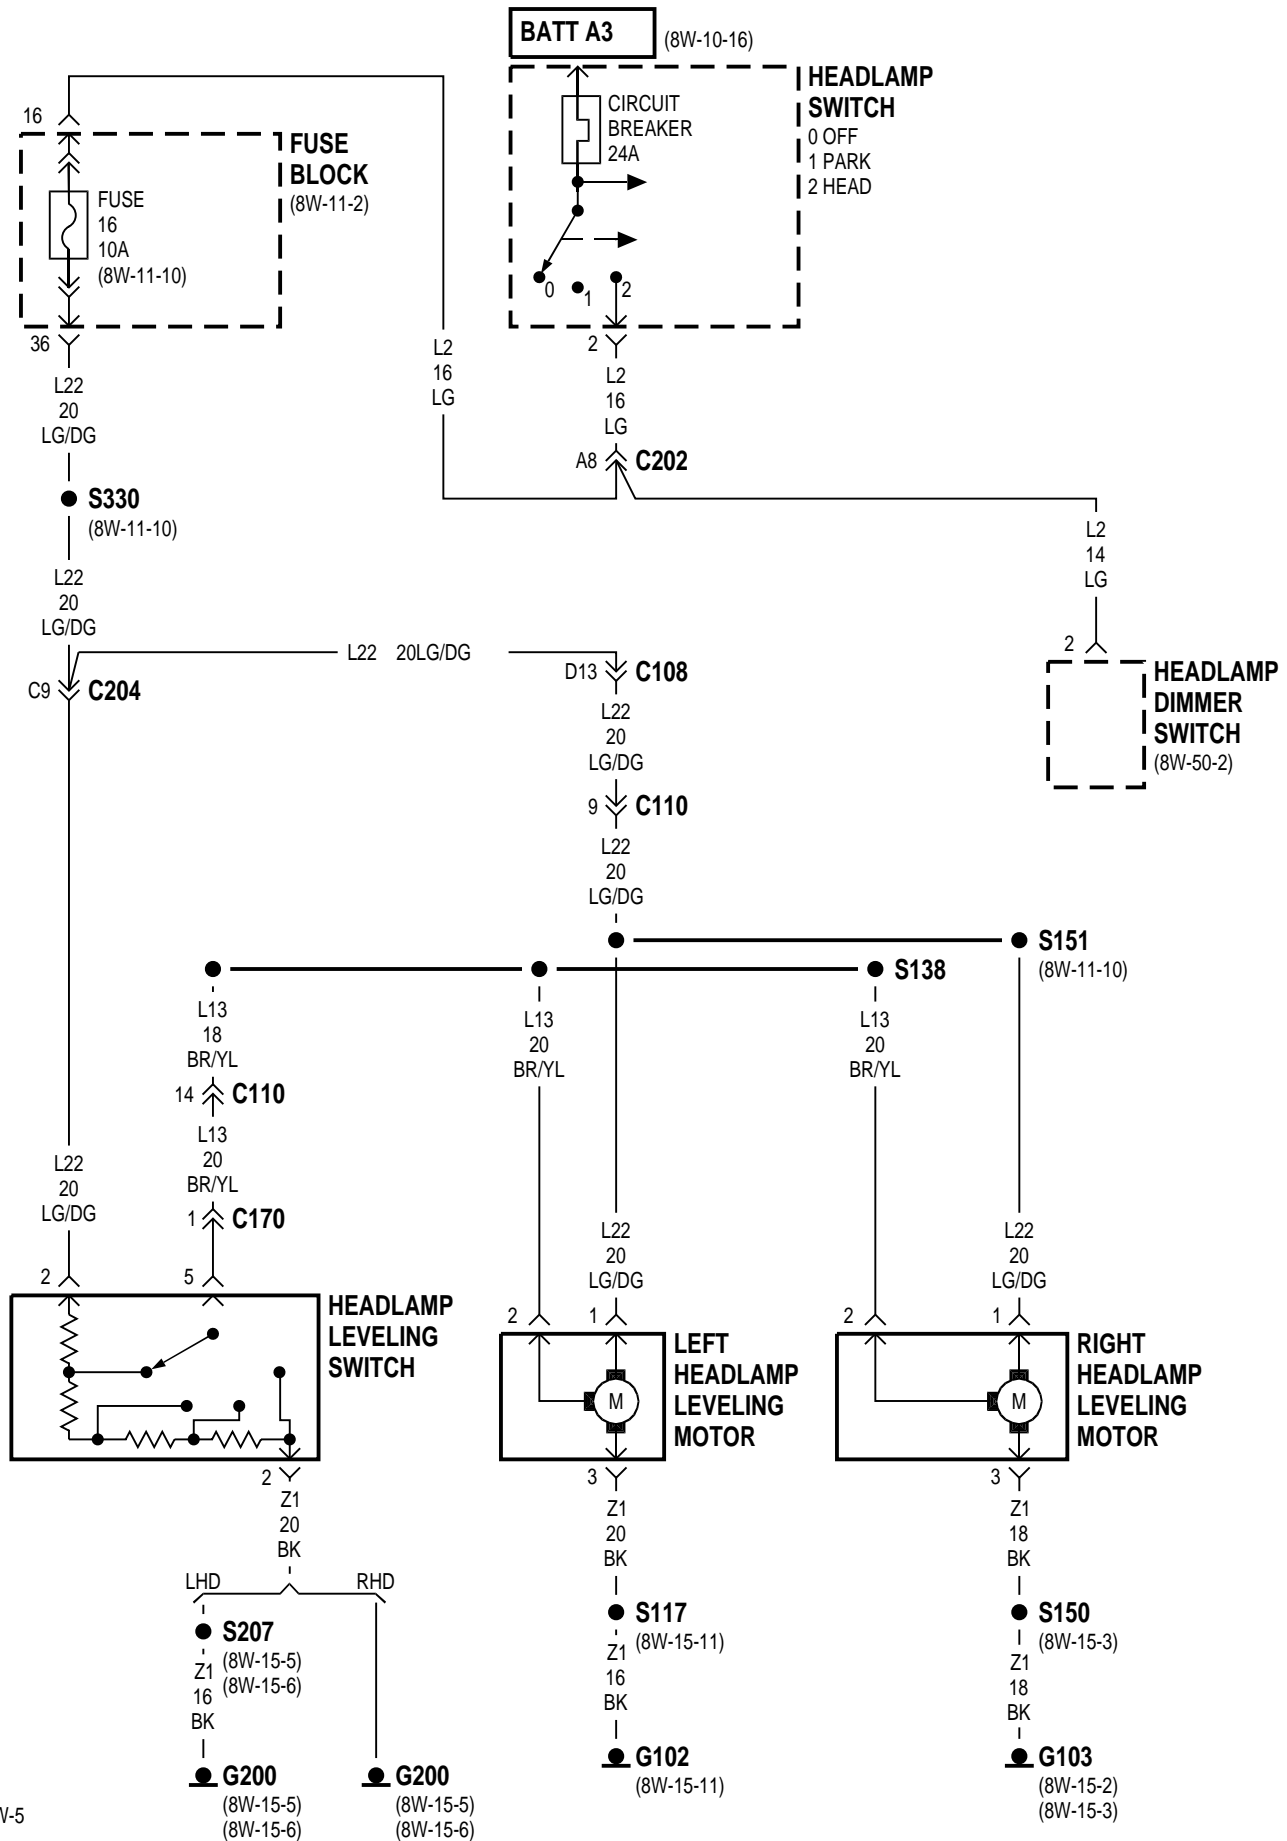 BATT A3
(8W-10-16)
HEADLAMP
SWITCH
0 OFF
1 PARK
2 HEAD
CIRCUIT
BREAKER
24A
0
1
2
16
FUSE
BLOCK
(8W-11-2)
FUSE
16
10A
(8W-11-10)
36
2
L22
20
LG/DG
L2
16
LG
L2
16
LG
A8
C202
S330
(8W-11-10)
L2
14
LG
L22
20
LG/DG
2
HEADLAMP
DIMMER
SWITCH
(8W-50-2)
L22 20LG/DG
C9
C204
D13
C108
L22
20
LG/DG
9
C110
L22
20
LG/DG
S151
(8W-11-10)
S138
L13
18
BR/YL
L13
20
BR/YL
L13
20
BR/YL
14
C110
L13
20
BR/YL
1
C170
L22
20
LG/DG
L22
20
LG/DG
L22
20
LG/DG
2
5
HEADLAMP
LEVELING
SWITCH
2
1
M
LEFT
HEADLAMP
LEVELING
MOTOR
2
1
M
RIGHT
HEADLAMP
LEVELING
MOTOR
2
Z1
20
BK
3
Z1
20
BK
3
Z1
18
BK
LHD
RHD
S207
(8W-15-5)
(8W-15-6)
S117
(8W-15-11)
S150
(8W-15-3)
Z1
16
BK
Z1
16
BK
Z1
18
BK
G200
(8W-15-5)
(8W-15-6)
G200
(8W-15-5)
(8W-15-6)
G102
(8W-15-11)
G103
(8W-15-2)
(8W-15-3)